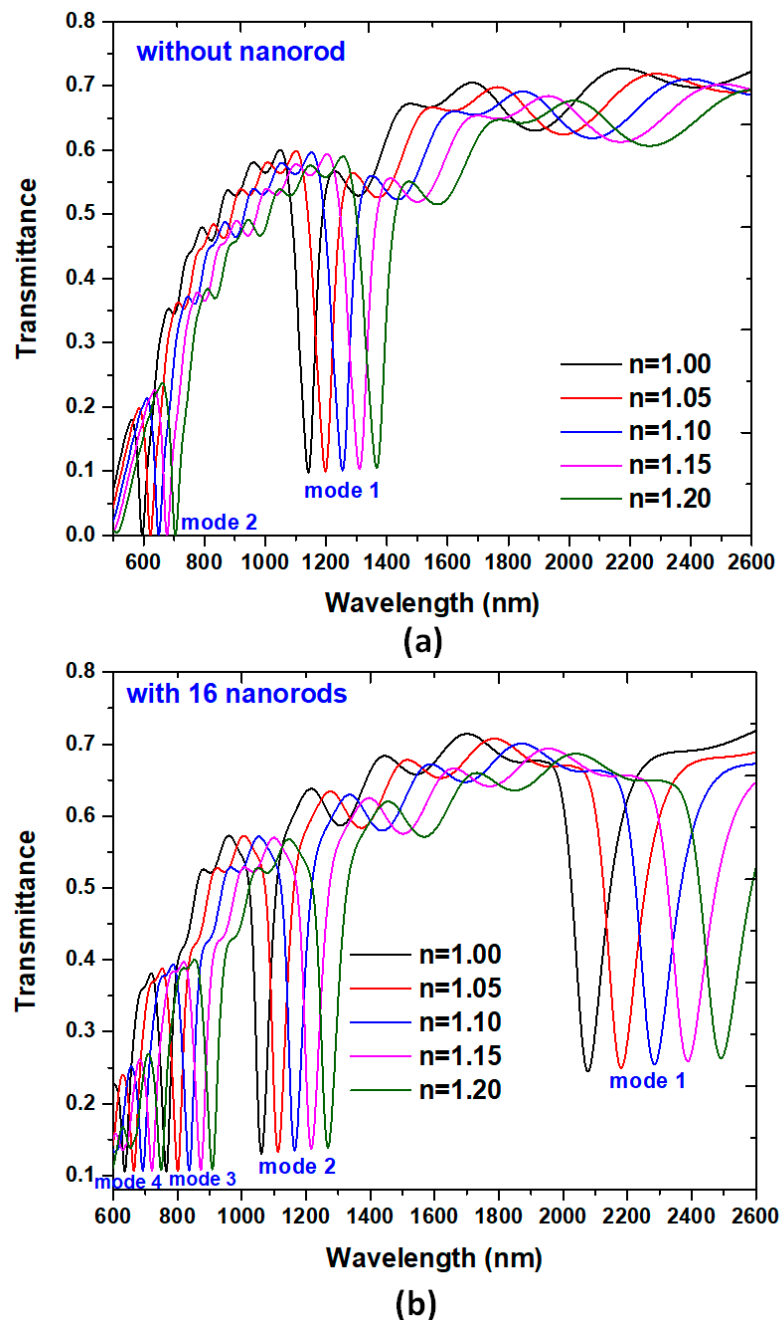 without nanorod
0.8
0.7
0.6
0.5
0.4
0.3
0.2
0.1
0.0
Transmittance
n=1.00
n=1.05
n=1.10
n=1.15
n=1.20
mode 1
mode 2
600 800 1000 1200 1400 1600 1800 2000 2200 2400 2600
Wavelength (nm)
(a)
with 16 nanorods
0.8
0.7
0.6
0.5
0.4
0.3
0.2
0.1
Transmittance
n=1.00
n=1.05
n=1.10
n=1.15
n=1.20
mode 1
mode 2
mode 4 mode 3
600 800 1000 1200 1400 1600 1800 2000 2200 2400 2600
Wavelength (nm)
(b)